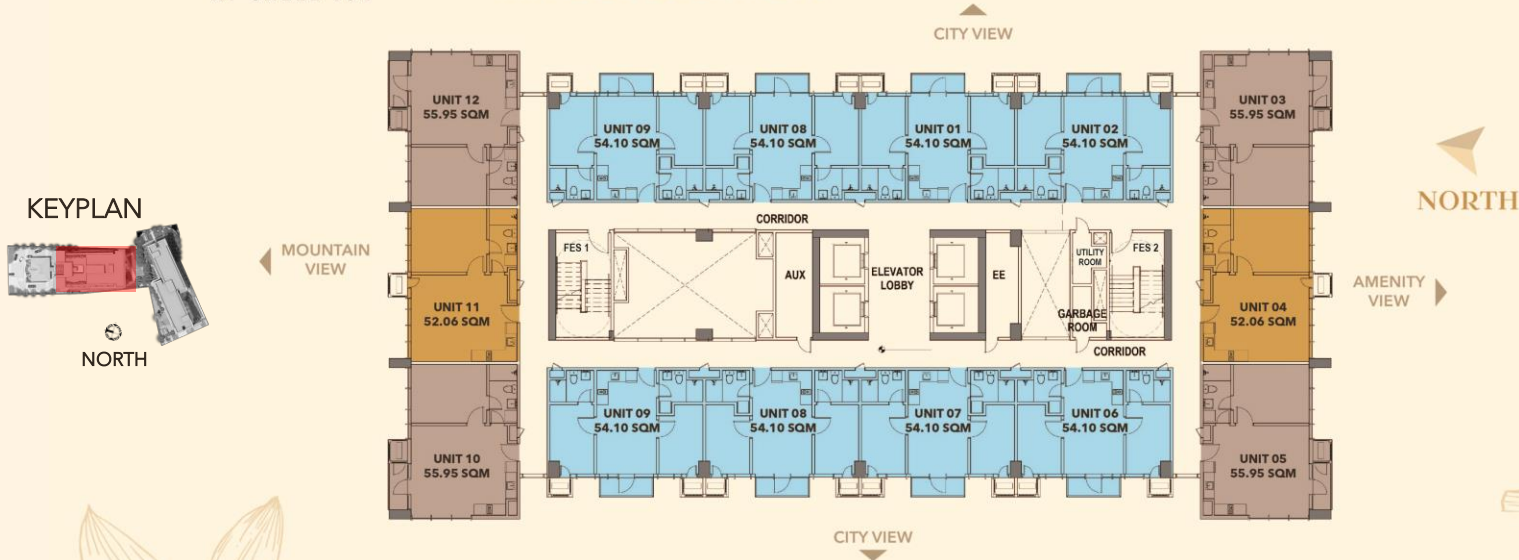 CITY VIEW
UNIT 12
55.95 SQM
UNIT 09
54.10 SQM
UNIT 08
54.10 SQM
UNIT 01
54.10 SQM
UNIT 02
54.10 SQM
UNIT 03
55.95 SQM
NORTH
KEYPLAN
NORTH
MOUNTAIN
VIEW
CORRIDOR
FES 1
AUX
ELEVATOR
LOBBY
EE
UTILITY
ROOM
FES 2
GARBAGE
ROOM
CORRIDOR
UNIT 11
52.06 SQM
UNIT 04
52.06 SQM
AMENITY
VIEW
UNIT 10
55.95 SQM
UNIT 09
54.10 SQM
UNIT 08
54.10 SQM
UNIT 07
54.10 SQM
UNIT 06
54.10 SQM
UNIT 05
55.95 SQM
CITY VIEW